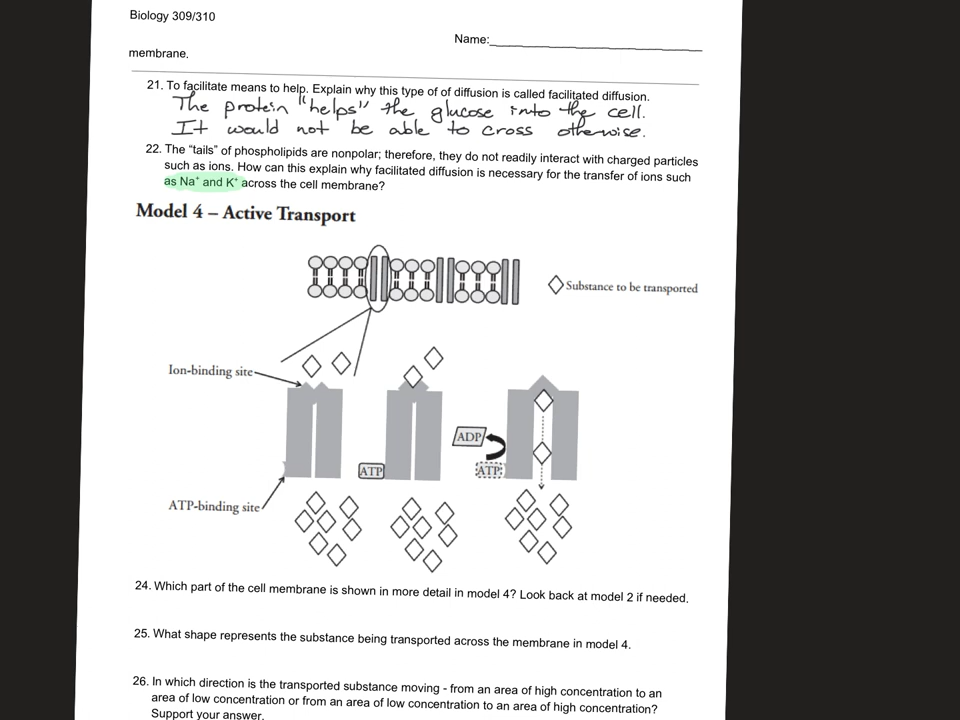 Biology 309/310
Name:
membrane.
21. To facilitate means to help. Explain why this type of of diffusion is called facilitated diffusion.
The protein "helps" the glucose into the cell.
It would not be able to cross otherwise.
22. The “tails” of phospholipids are nonpolar; therefore, they do not readily interact with charged particles
such as ions. How can this explain why facilitated diffusion is necessary for the transfer of ions such
as Na⁺ and K⁺ across the cell membrane?
Model 4 – Active Transport
Substance to be transported
Ion-binding site
ADP
ATP
ATP
ATP-binding site
24. Which part of the cell membrane is shown in more detail in model 4? Look back at model 2 if needed.
25. What shape represents the substance being transported across the membrane in model 4.
26. In which direction is the transported substance moving - from an area of high concentration to an
area of low concentration or from an area of low concentration to an area of high concentration?
Support your answer.